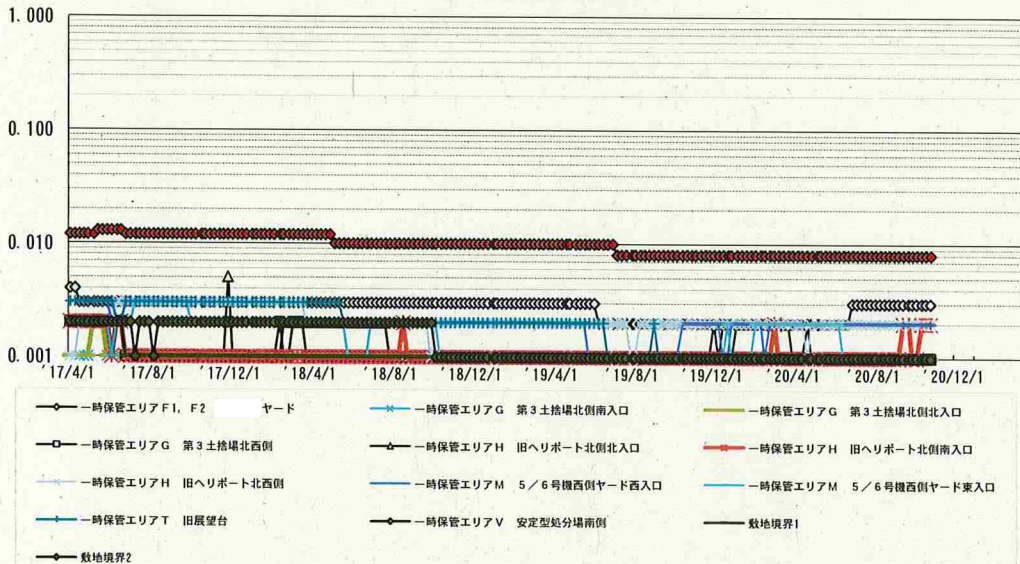 1.000
0.100
0.010
0.001
'17/4/1 '17/8/1 '17/12/1 '18/4/1 '18/8/1 '18/12/1 '19/4/1 '19/8/1 '19/12/1 '20/4/1 '20/8/1 '20/12/1
一時保管エリアF1, F2 ヤード 一時保管エリアG 第3土捨場北側南入口 一時保管エリアG 第3土捨場北側北入口
一時保管エリアG 第3土捨場北西側 一時保管エリアH 旧ヘリポート北側北入口 一時保管エリアH 旧ヘリポート北側南入口
一時保管エリアH 旧ヘリポート北西側 一時保管エリアM 5/6号機西側ヤード西入口 一時保管エリアM 5/6号機西側ヤード東入口
一時保管エリアT 旧展望台 一時保管エリアV 安定型処分場南側 敷地境界1
敷地境界2